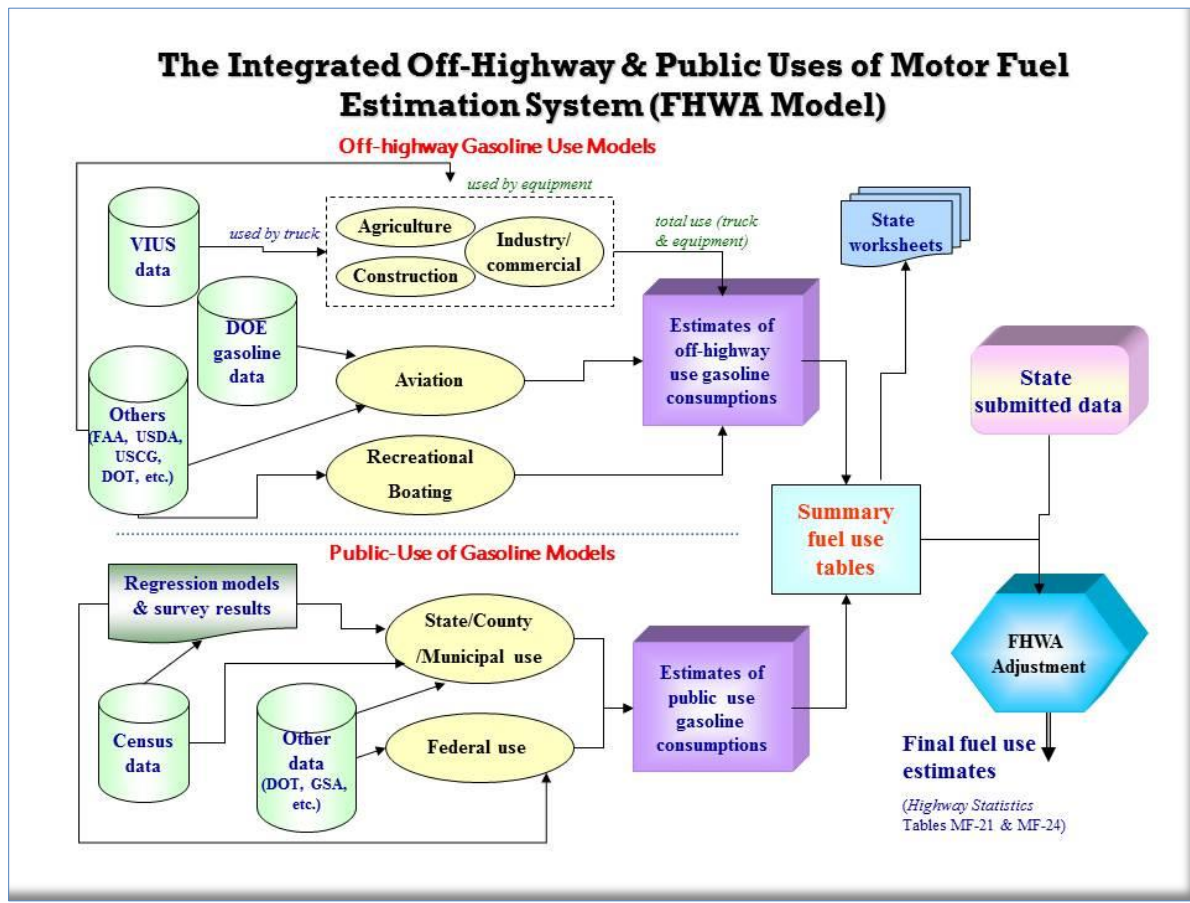 The Integrated Off-Highway & Public Uses of Motor Fuel
Estimation System (FHWA Model)
Off-highway Gasoline Use Models
used by equipment
VIUS
data
used by truck
Agriculture
Construction
Industry/
commercial
total use (truck
& equipment)
State
worksheets
DOE
gasoline
data
Aviation
Estimates of
off-highway
use gasoline
consumptions
State
submitted data
Others
(FAA, USDA,
USCG,
DOT, etc.)
Recreational
Boating
Summary
fuel use
tables
Public-Use of Gasoline Models
Regression models
& survey results
State/County
/Municipal use
Census
data
Other
data
(DOT, GSA,
etc.)
Federal use
Estimates of
public use
gasoline
consumptions
FHWA
Adjustment
Final fuel use
estimates
(Highway Statistics
Tables MF-21 & MF-24)